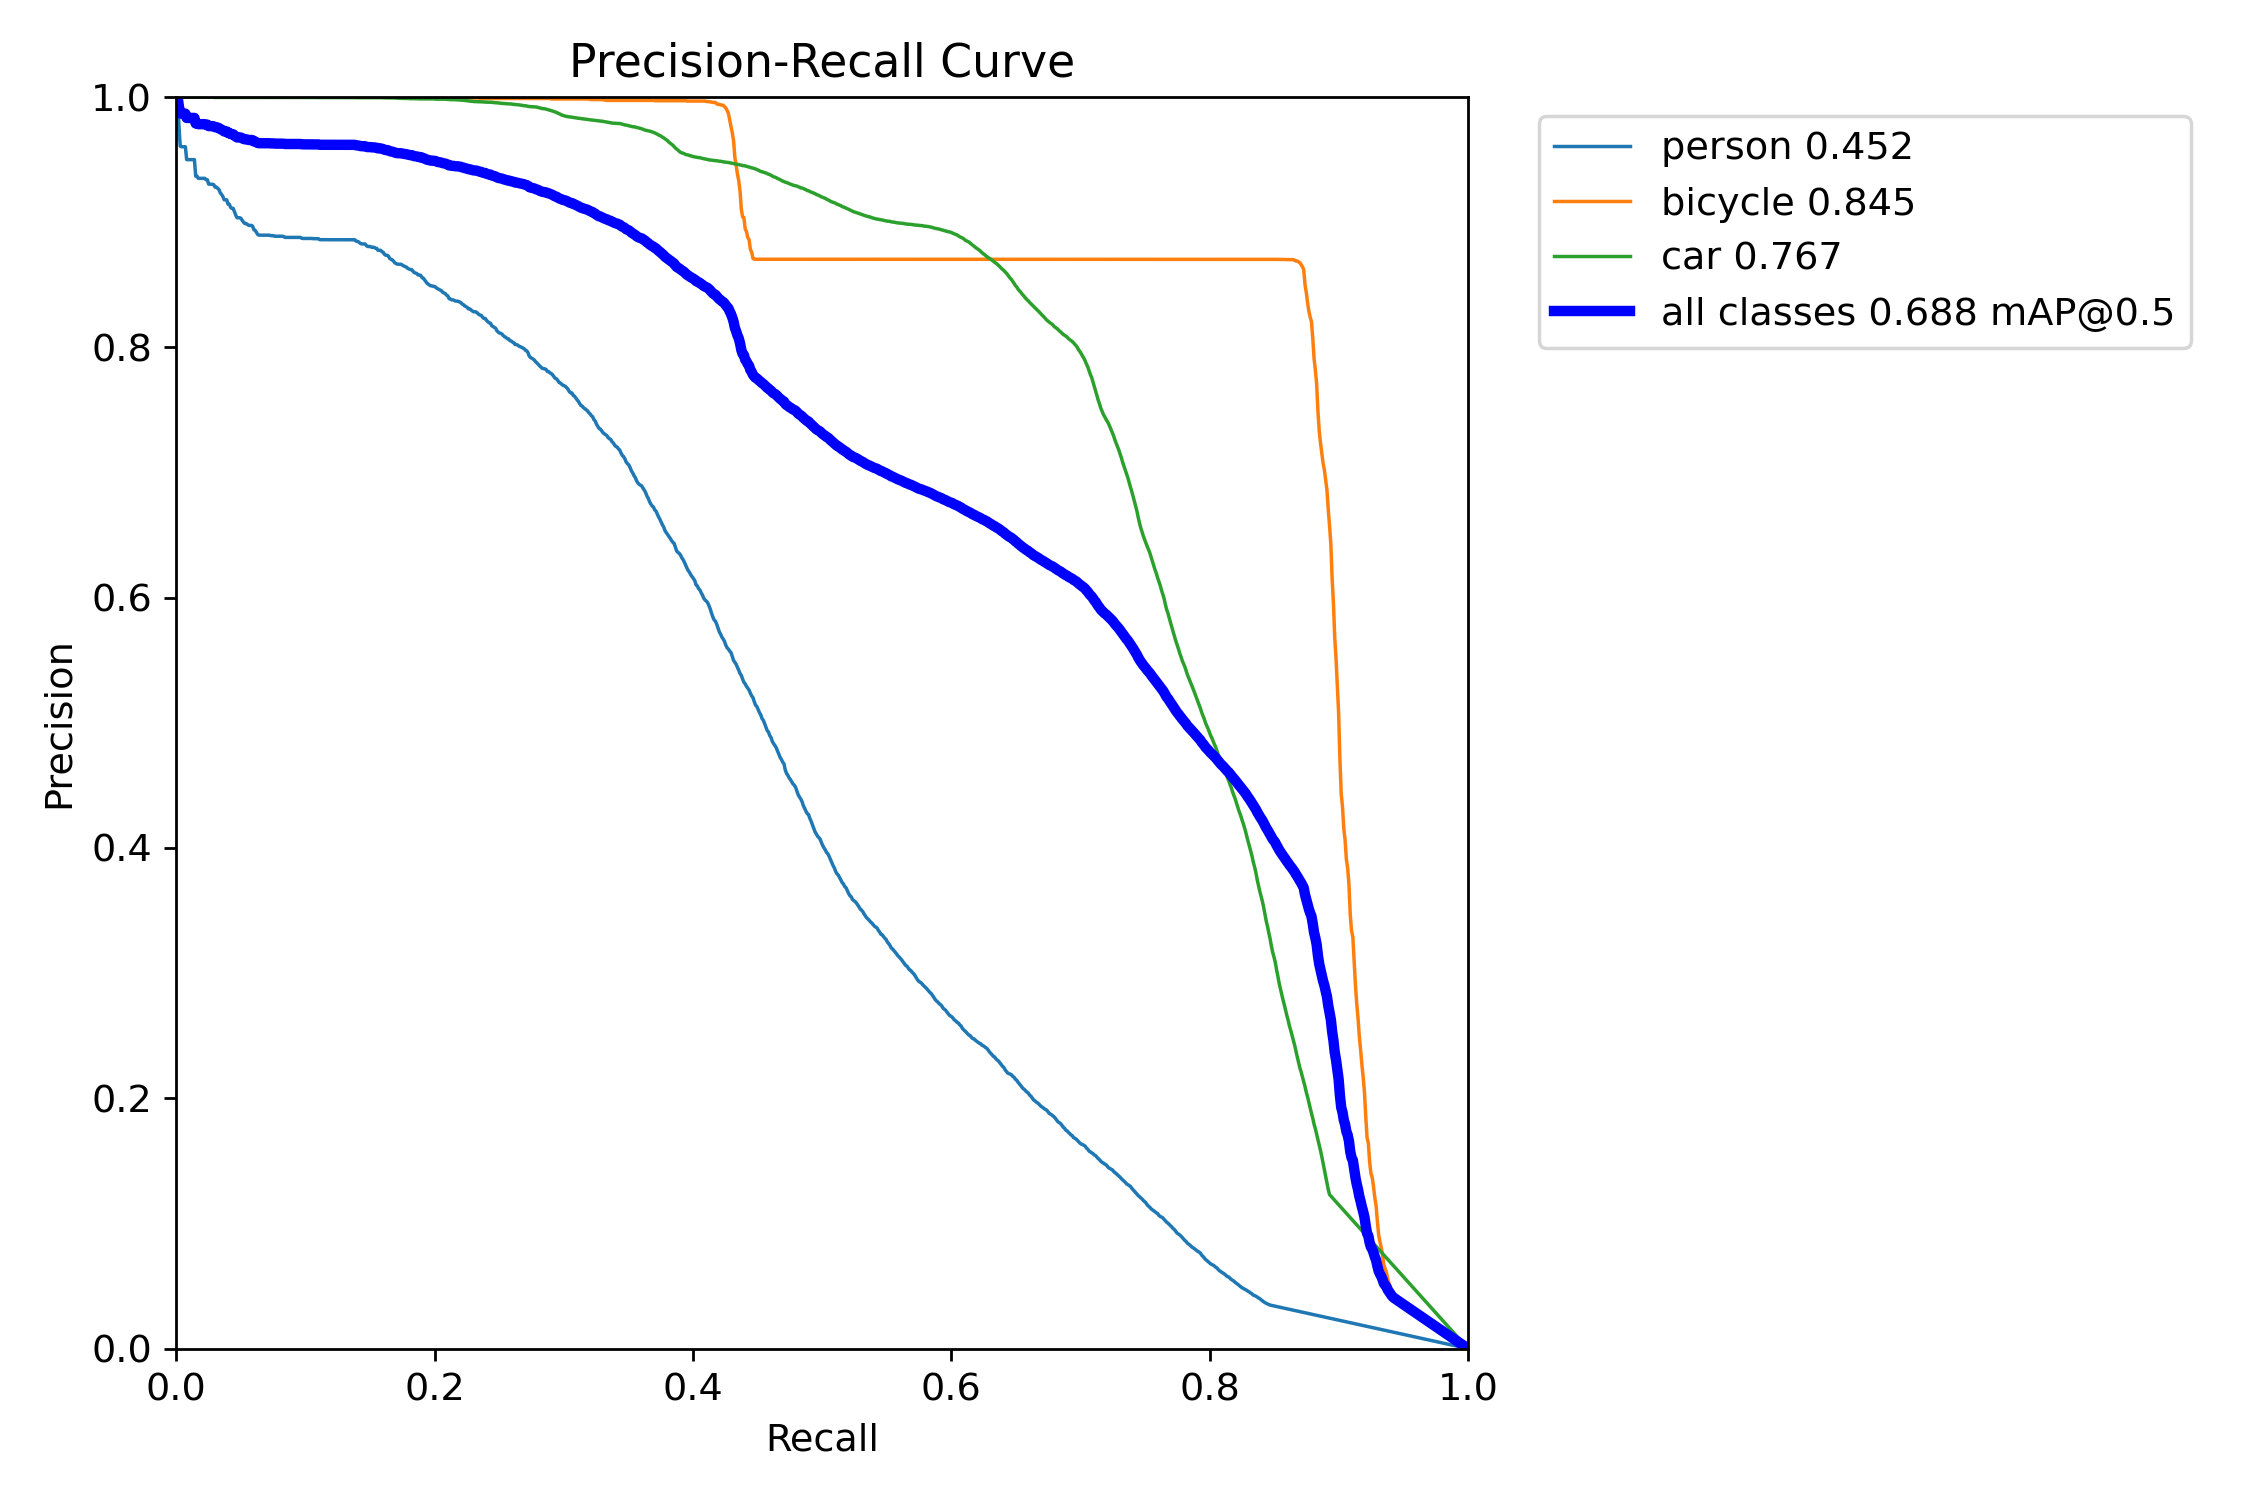 Precision-Recall Curve
1.0
0.8
0.6
0.4
0.2
0.0
Precision
0.0 0.2 0.4 0.6 0.8 1.0
Recall
person 0.452
bicycle 0.845
car 0.767
all classes 0.688 mAP@0.5